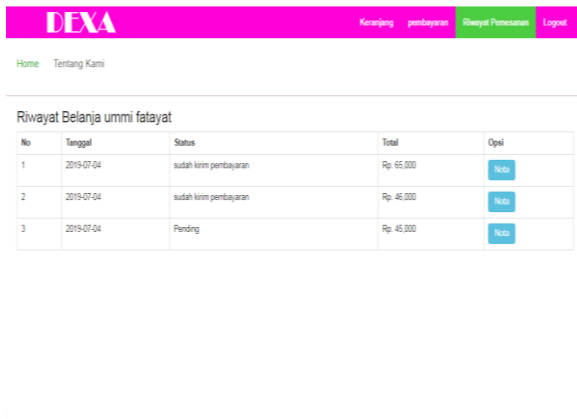 DEXA
Keranjang pembayaran Riwayat Pemesanan Logout
Home Tentang Kami
Riwayat Belanja ummi fatayat
No Tanggal Status Total Opsi
1 2019-07-04 sudah kirim pembayaran Rp. 65,000 Nota
2 2019-07-04 sudah kirim pembayaran Rp. 46,000 Nota
3 2019-07-04 Pending Rp. 45,000 Nota